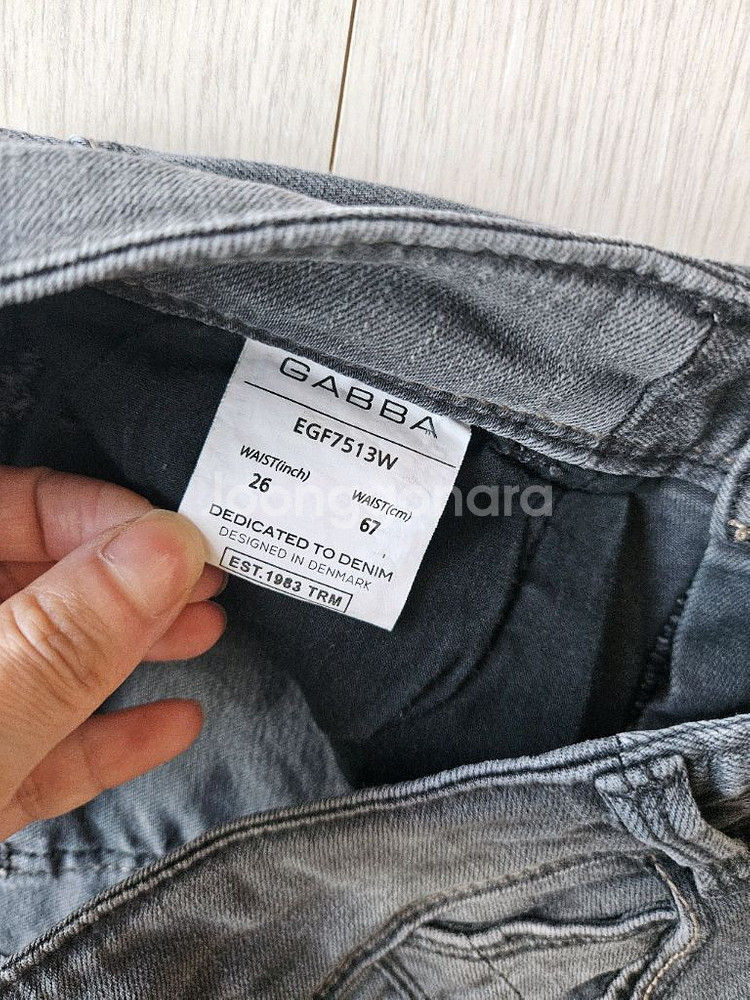 GABBA
EGF7513W
WAIST(inch)
26
WAIST(cm)
67
DEDICATED TO DENIM
DESIGNED IN DENMARK
EST.1983 TRM